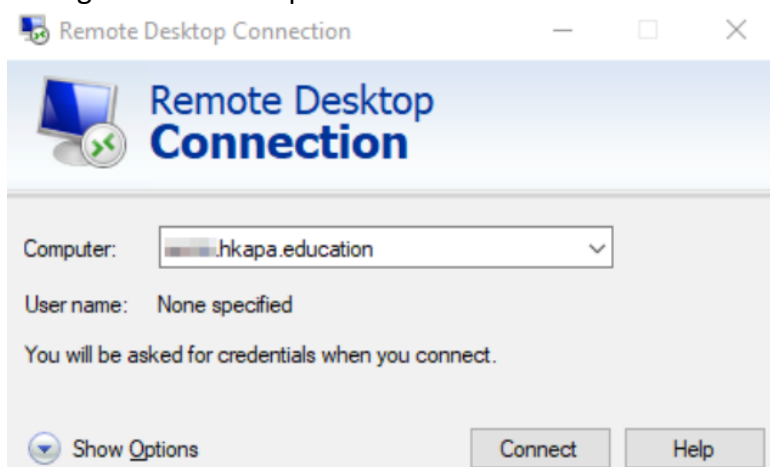 Remote Desktop Connection
Remote Desktop
Connection
Computer: .hkapa.education
User name: None specified
You will be asked for credentials when you connect.
Show Options Connect Help